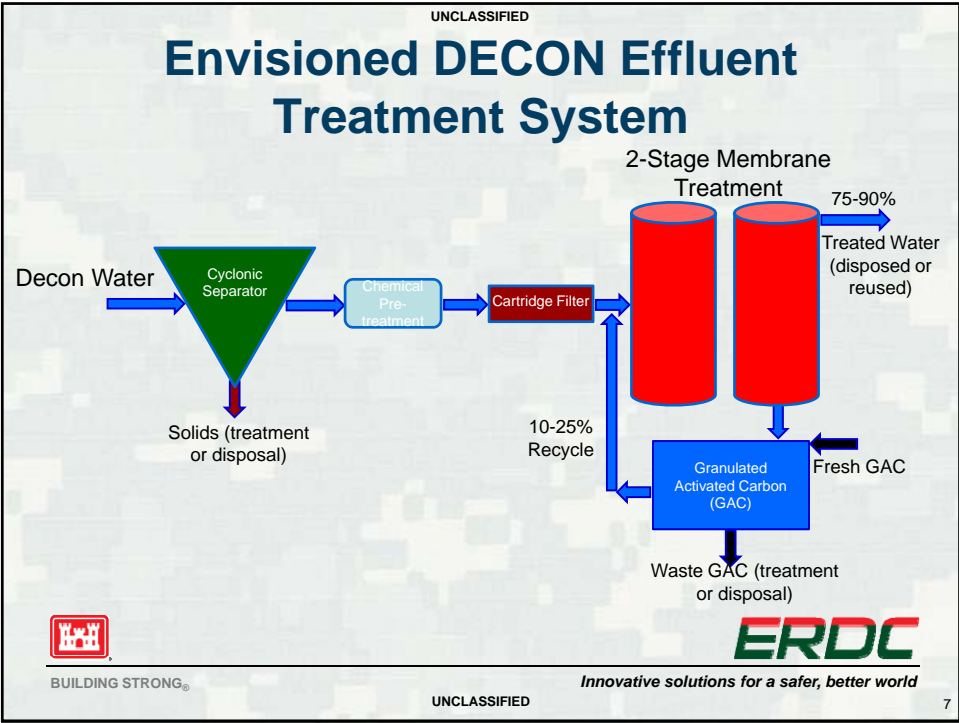 UNCLASSIFIED
Envisioned DECON Effluent
Treatment System
2-Stage Membrane
Treatment
75-90%
Treated Water
(disposed or
reused)
Decon Water
Cyclonic
Separator
Chemical
Pre-
treatment
Cartridge Filter
Solids (treatment
or disposal)
10-25%
Recycle
Granulated
Activated Carbon
(GAC)
Fresh GAC
Waste GAC (treatment
or disposal)
ERDC
BUILDING STRONG®
Innovative solutions for a safer, better world
UNCLASSIFIED
7